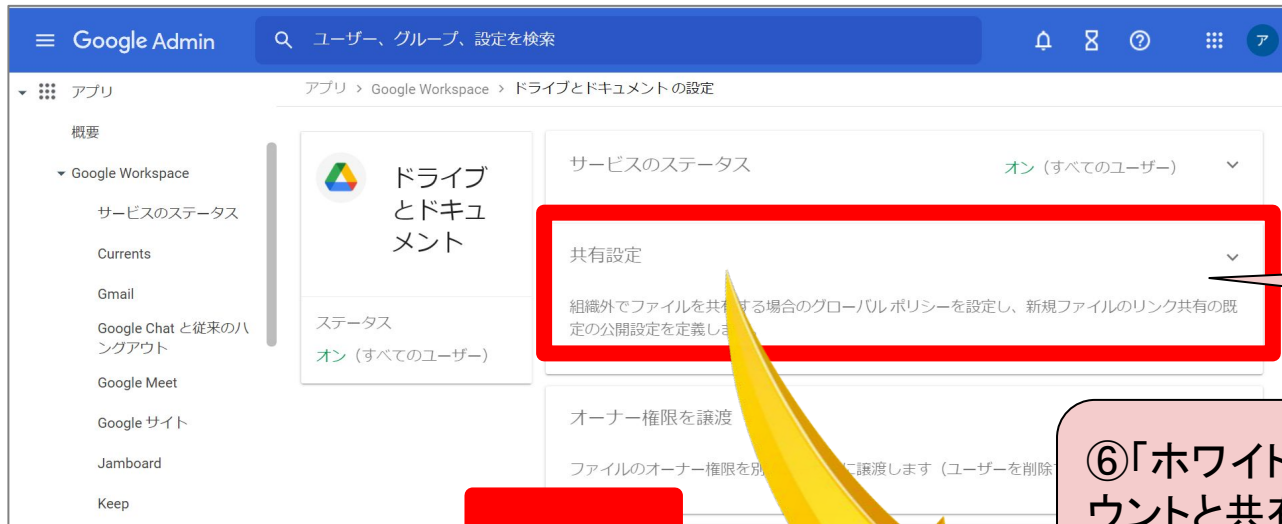 Google Admin
ユーザー、グループ、設定を検索
ア
アプリ
概要
Google Workspace
サービスのステータス
Currents
Gmail
Google Chat と従来のハ
ングアウト
Google Meet
Google サイト
Jamboard
Keep
アプリ > Google Workspace > ドライブとドキュメント の設定
ドライブ
とドキュ
メント
ステータス
オン（すべてのユーザー）
サービスのステータス
オン（すべてのユーザー）
共有設定
組織外でファイルを共有する場合のグローバル ポリシーを設定し、新規ファイルのリンク共有の既
定の公開設定を定義しま
オーナー権限を譲渡
ファイルのオーナー権限を別 に譲渡します（ユーザーを削除
⑥「ホワイト
ウントと共有